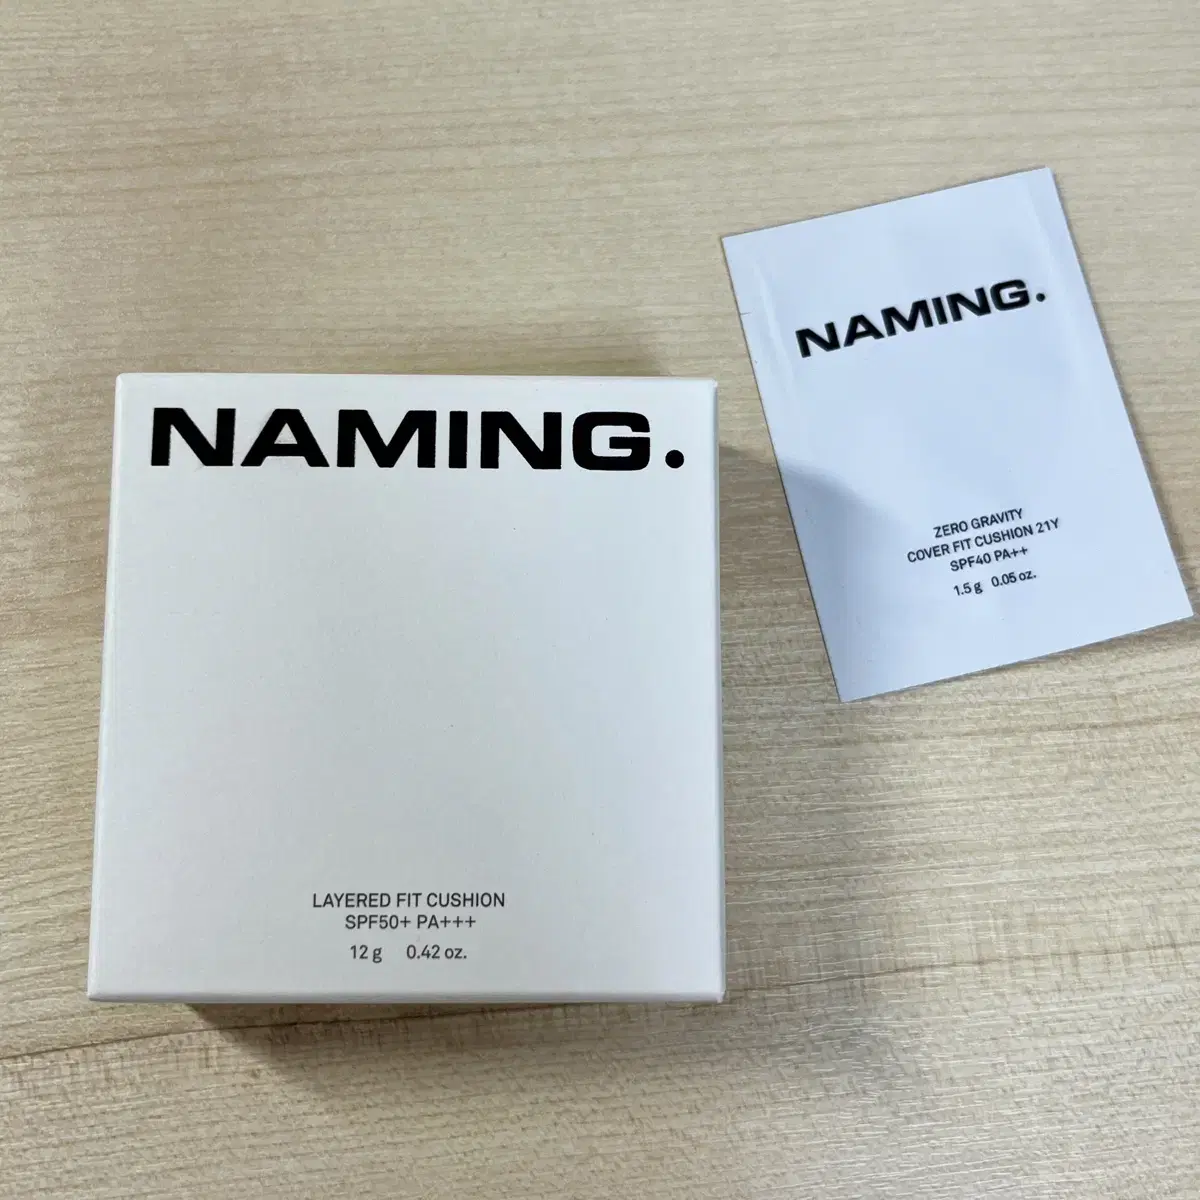 NAMING.
LAYERED FIT CUSHION
SPF50+ PA+++
12 g 0.42 oz.
NAMING.
ZERO GRAVITY
COVER FIT CUSHION 21Y
SPF40 PA++
1.5 g 0.05 oz.